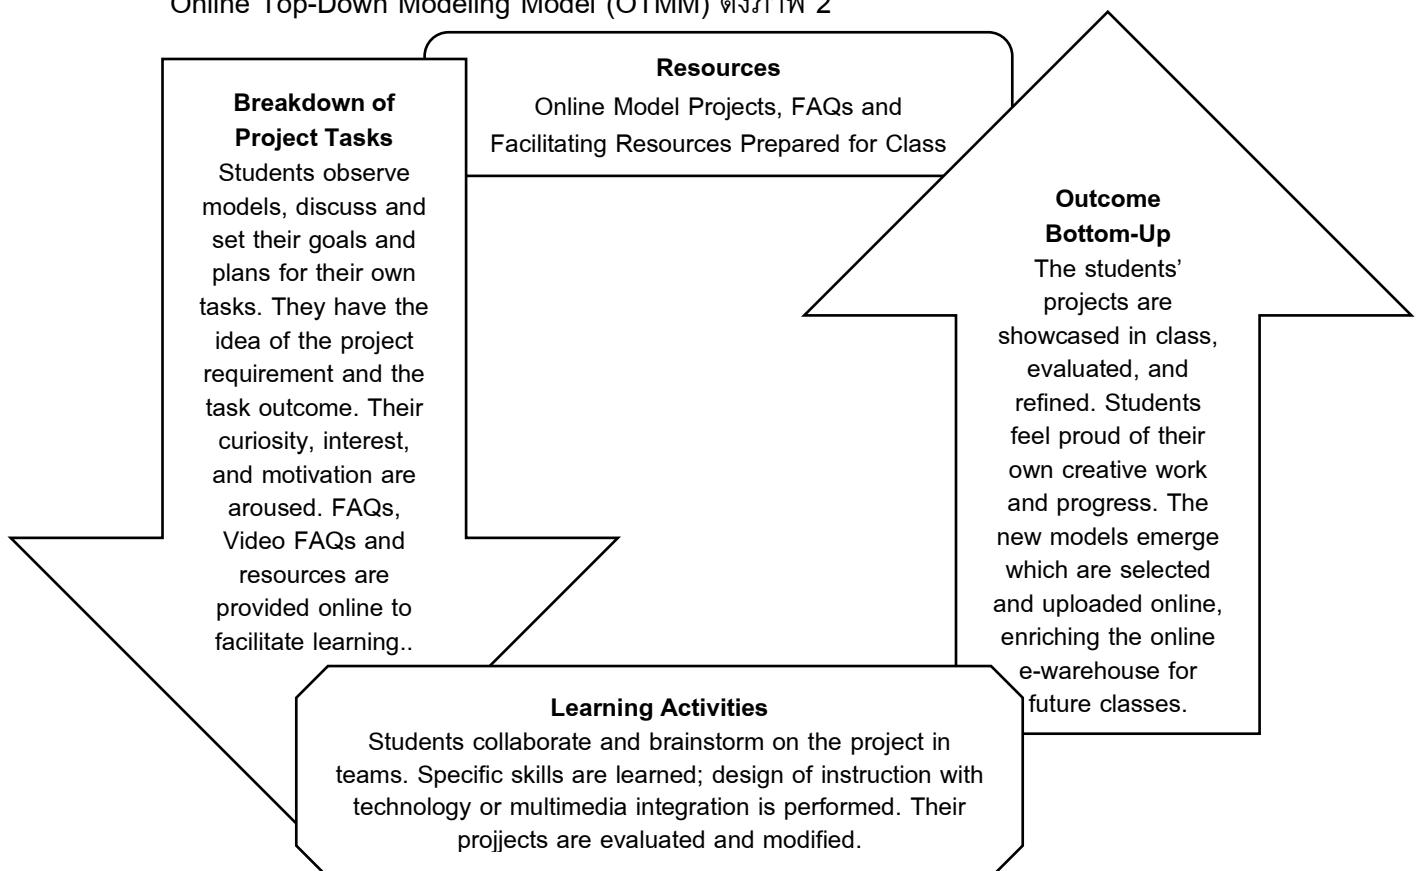 Online Top-Down Modeling Model (OTMM) ดังภาพ 2
Resources
Online Model Projects, FAQs and
Facilitating Resources Prepared for Class
Breakdown of
Project Tasks
Students observe
models, discuss and
set their goals and
plans for their own
tasks. They have the
idea of the project
requirement and the
task outcome. Their
curiosity, interest,
and motivation are
aroused. FAQs,
Video FAQs and
resources are
provided online to
facilitate learning..
Outcome
Bottom-Up
The students’
projects are
showcased in class,
evaluated, and
refined. Students
feel proud of their
own creative work
and progress. The
new models emerge
which are selected
and uploaded online,
enriching the online
e-warehouse for
future classes.
Learning Activities
Students collaborate and brainstorm on the project in
teams. Specific skills are learned; design of instruction with
technology or multimedia integration is performed. Their
projjects are evaluated and modified.